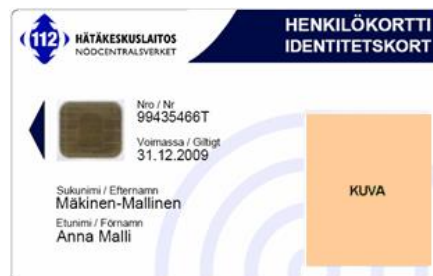 112
HÄTÄKESKUSLAITOS
NÖDCENTRALSVERKET
HENKILÖKORTTI
IDENTITETSKORT
Nro / Nr
99435466T
Voimassa / Giltigt
31.12.2009
Sukunimi / Efternamn
Mäkinen-Mallinen
Etunimi / Förnamn
Anna Malli
KUVA